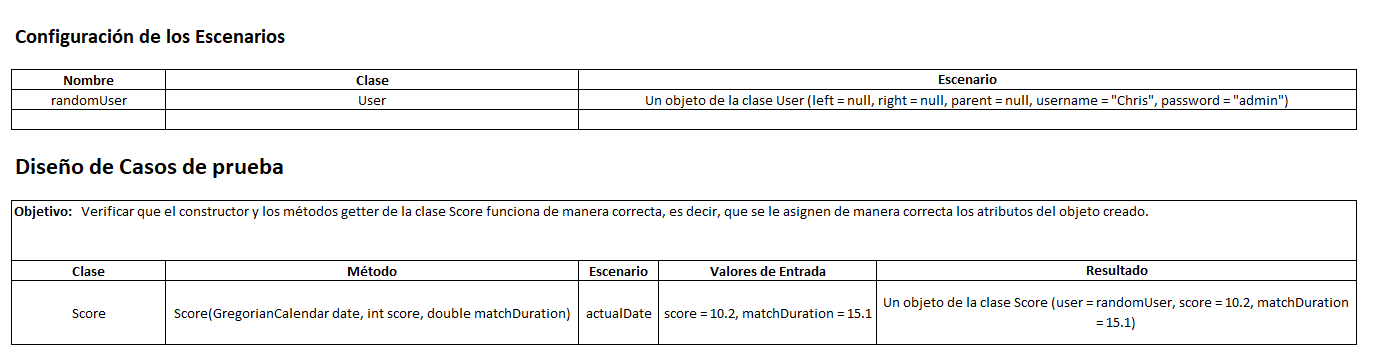 Configuración de los Escenarios
Nombre Clase Escenario
randomUser User Un objeto de la clase User (left = null, right = null, parent = null, username = "Chris", password = "admin")
Diseño de Casos de prueba
Objetivo: Verificar que el constructor y los métodos getter de la clase Score funciona de manera correcta, es decir, que se le asignen de manera correcta los atributos del objeto creado.
Clase Método Escenario Valores de Entrada Resultado
Score Score(GregorianCalendar date, int score, double matchDuration) actualDate score = 10.2, matchDuration = 15.1 Un objeto de la clase Score (user = randomUser, score = 10.2, matchDuration
= 15.1)